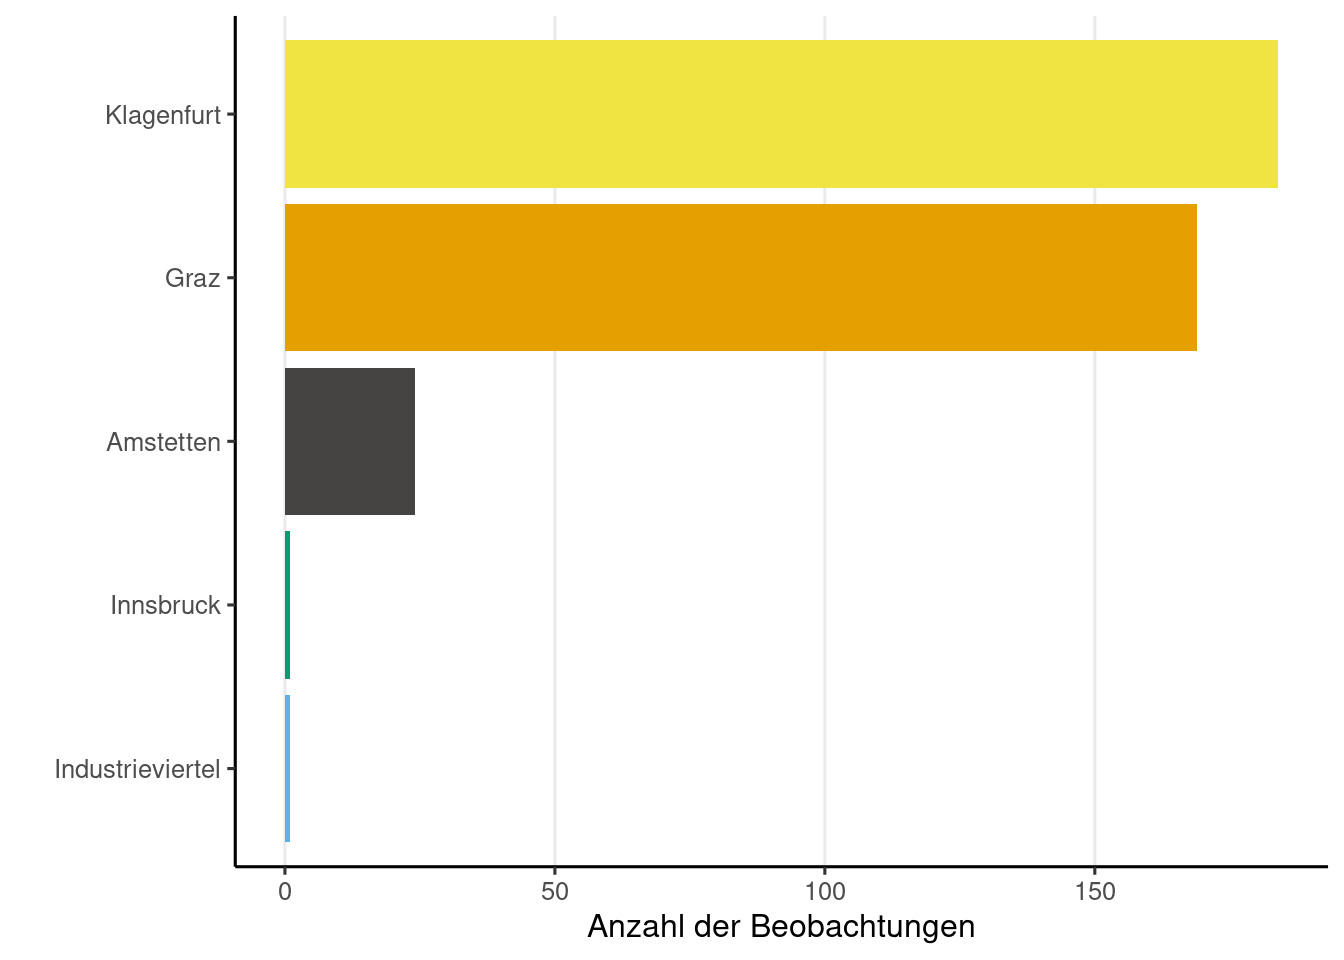 Klagenfurt
Graz
Amstetten
Innsbruck
Industrieviertel
0 50 100 150
Anzahl der Beobachtungen